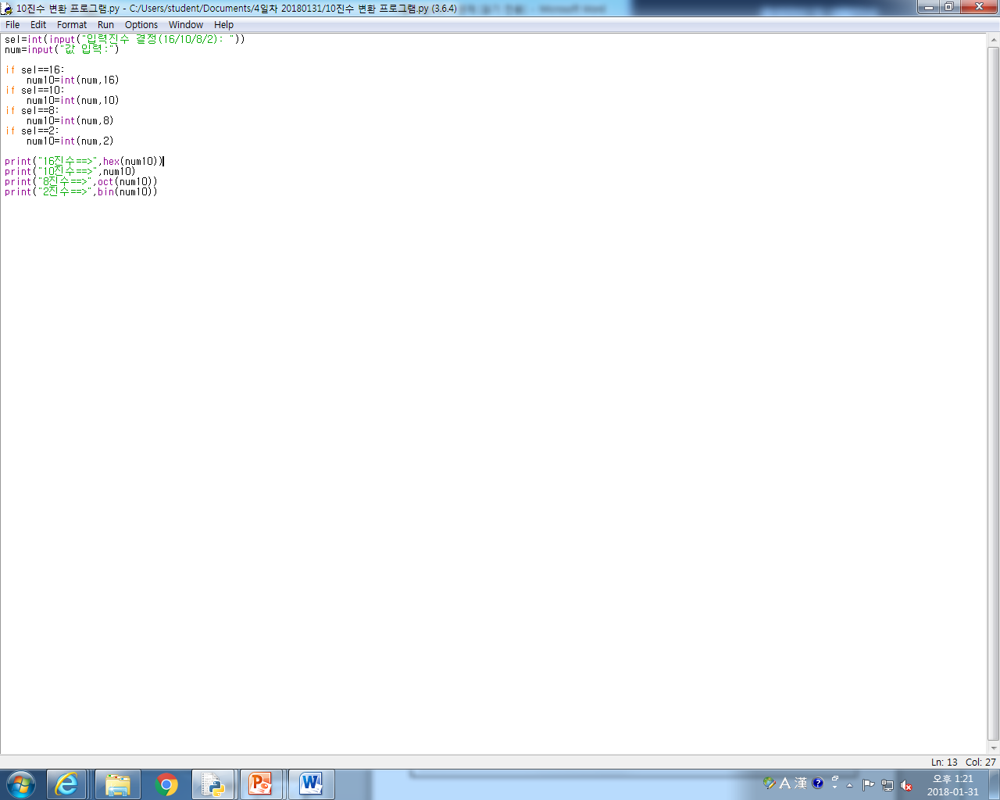 10진수 변환 프로그램.py - C:/Users/student/Documents/4일차 20180131/10진수 변환 프로그램.py (3.6.4)
- Microsoft Word
File Edit Format Run Options Window Help
sel=int(input("입력진수 결정(16/10/8/2): "))
num=input("값 입력:")
if sel==16:
num10=int(num,16)
if sel==10:
num10=int(num,10)
if sel==8:
num10=int(num,8)
if sel==2:
num10=int(num,2)
print("16진수==>",hex(num10))
print("10진수==>",num10)
print("8진수==>",oct(num10))
print("2진수==>",bin(num10))
Ln: 13 Col: 27
A 漢
오후 1:21
2018-01-31